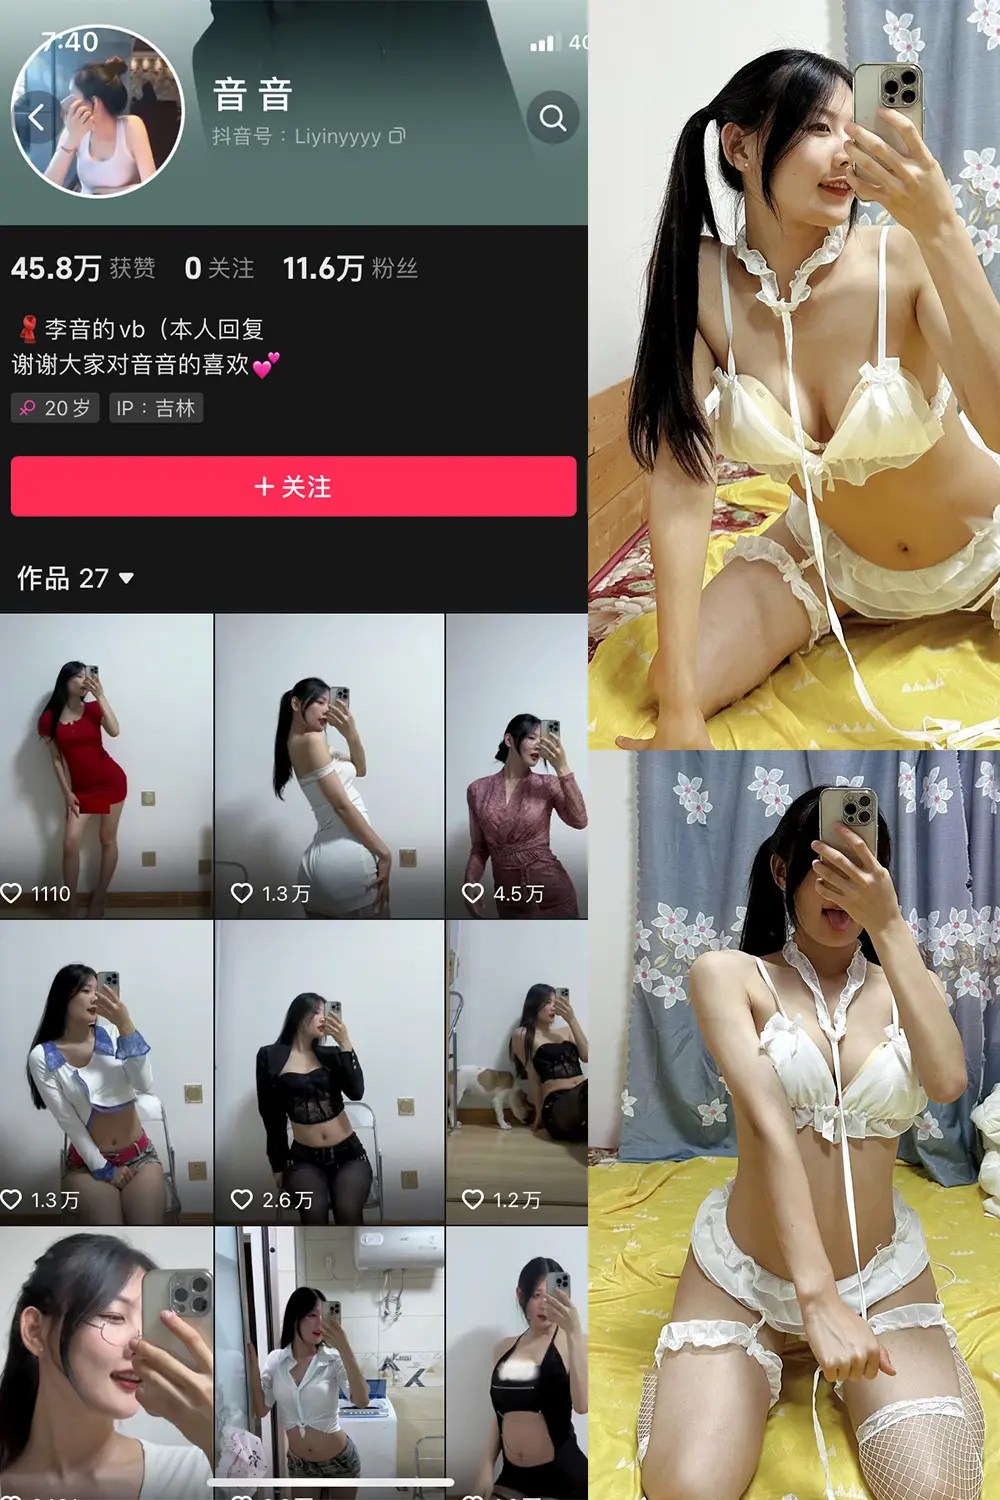 7:40
音音
抖音号：Liyinyyyy
45.8万 获赞 0 关注 11.6万 粉丝
李音的vb（本人回复
谢谢大家对音音的喜欢
20岁 IP：吉林
+ 关注
作品 27
1110
1.3万
4.5万
1.3万
2.6万
1.2万